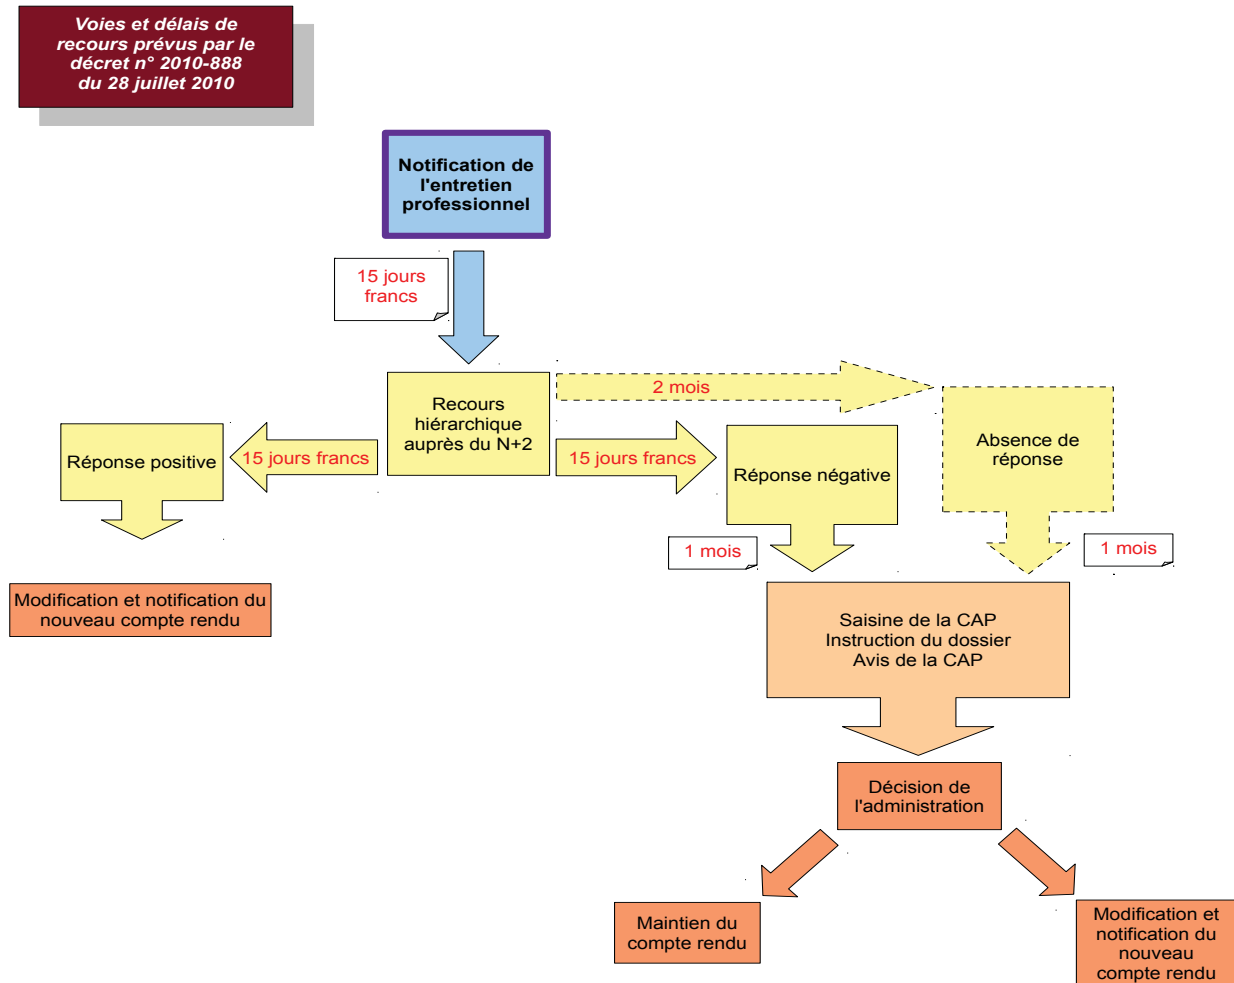 Voies et délais de
recours prévus par le
décret n° 2010-888
du 28 juillet 2010
Notification de
l'entretien
professionnel
15 jours
francs
2 mois
Recours
hiérarchique
auprès du N+2
Absence de
réponse
Réponse positive
15 jours francs
15 jours francs
Réponse négative
1 mois
1 mois
Modification et notification du
nouveau compte rendu
Saisine de la CAP
Instruction du dossier
Avis de la CAP
Décision de
l'administration
Maintien du
compte rendu
Modification et
notification du
nouveau
compte rendu